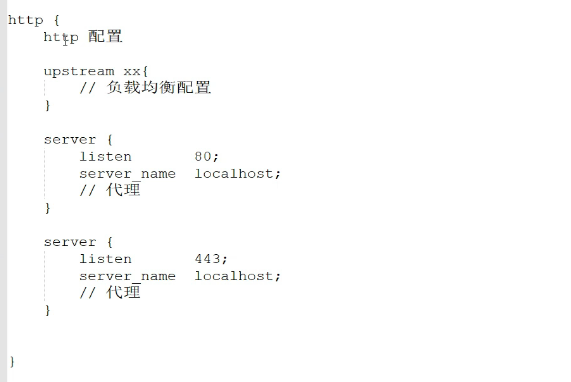 http {
    http 配置
    upstream xx{
        // 负载均衡配置
    }
    server {
        listen       80;
        server_name  localhost;
        // 代理
    }
    server {
        listen       443;
        server_name  localhost;
        // 代理
    }
}